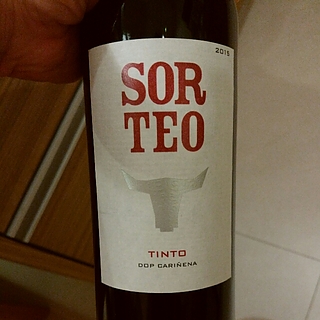 2015
SOR
TEO
TINTO
DOP CARIÑENA